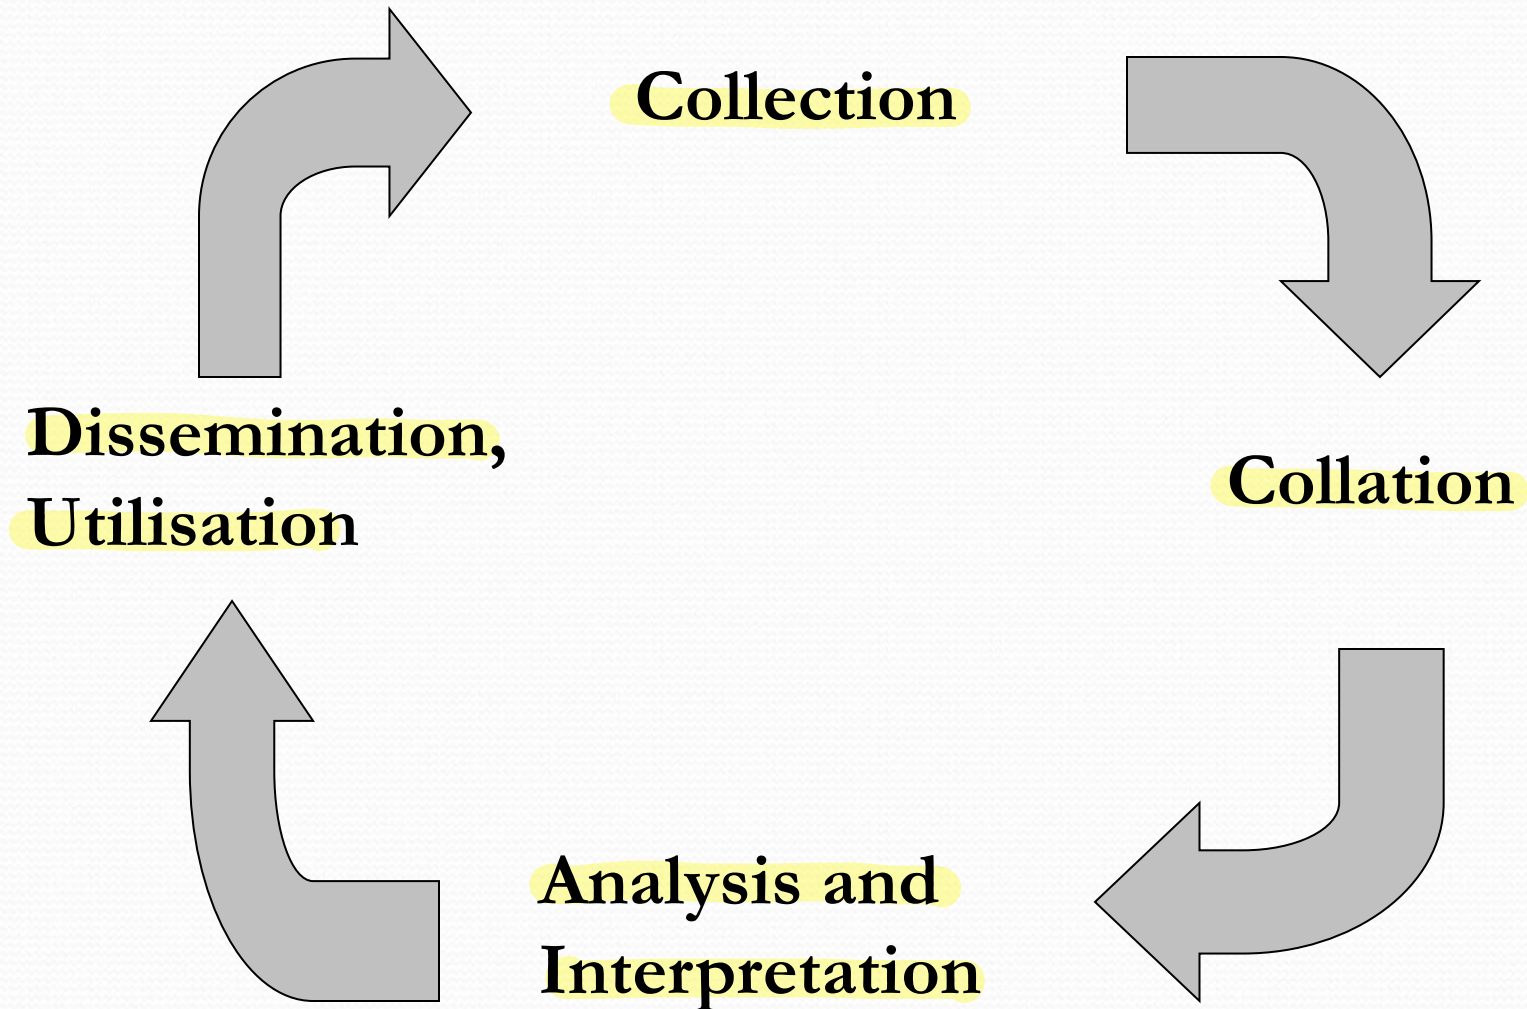 Collection
Dissemination,
Utilisation
Collation
Analysis and
Interpretation